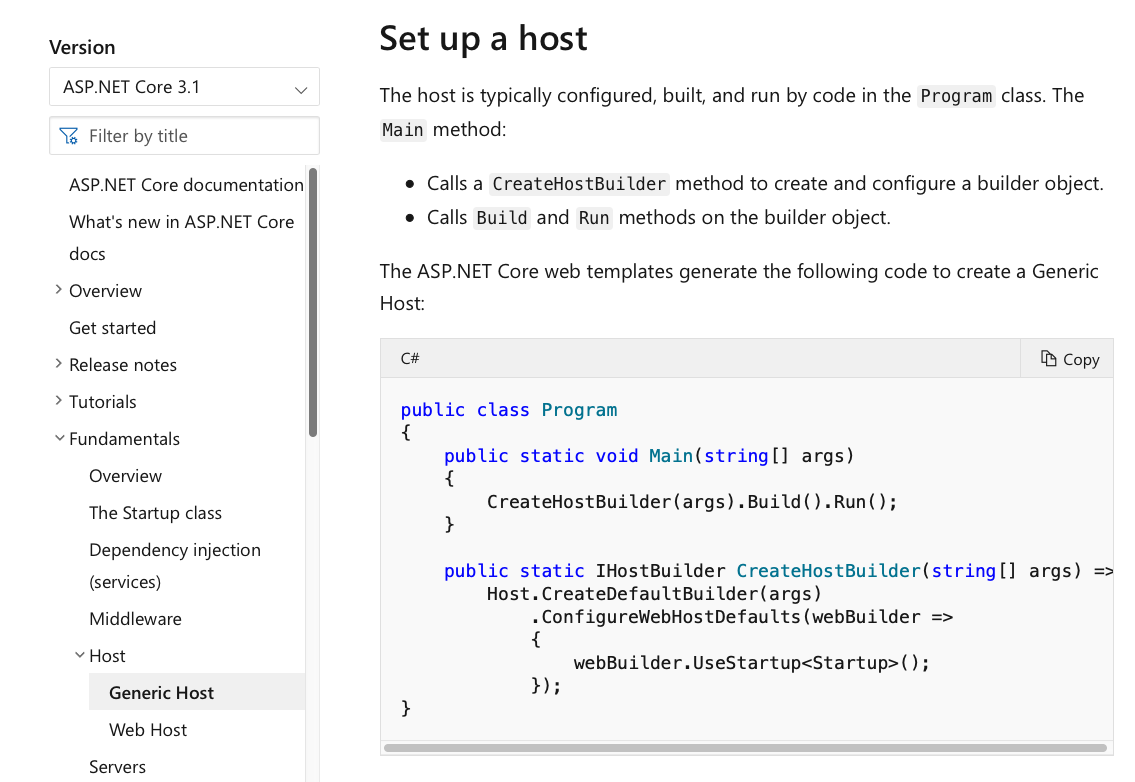 Version
ASP.NET Core 3.1
Filter by title
ASP.NET Core documentation
What's new in ASP.NET Core
docs
Overview
Get started
Release notes
Tutorials
Fundamentals
Overview
The Startup class
Dependency injection
(services)
Middleware
Host
Generic Host
Web Host
Servers
Set up a host
The host is typically configured, built, and run by code in the Program class. The
Main method:
• Calls a CreateHostBuilder method to create and configure a builder object.
• Calls Build and Run methods on the builder object.
The ASP.NET Core web templates generate the following code to create a Generic
Host:
C#
Copy
public class Program
{
    public static void Main(string[] args)
    {
        CreateHostBuilder(args).Build().Run();
    }
    public static IHostBuilder CreateHostBuilder(string[] args) =>
        Host.CreateDefaultBuilder(args)
            .ConfigureWebHostDefaults(webBuilder =>
            {
                webBuilder.UseStartup<Startup>();
            });
}